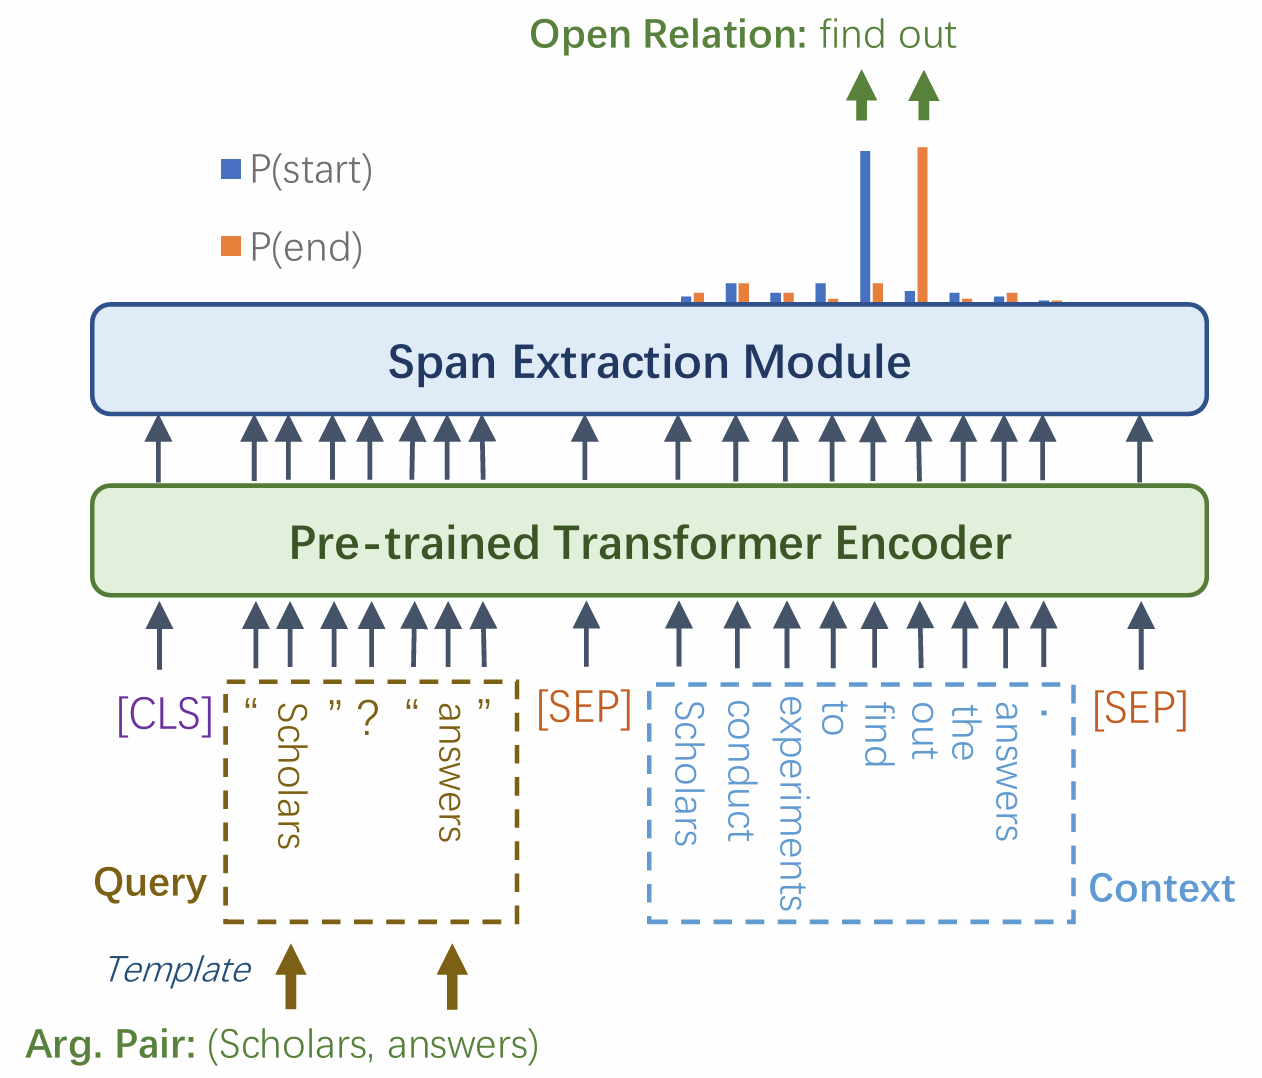 Open Relation: find out
P(start)
P(end)
Span Extraction Module
Pre-trained Transformer Encoder
[CLS] “ Scholars ” ? “ answers ” [SEP] Scholars conduct experiments to find out the answers . [SEP]
Query
Context
Template
Arg. Pair: (Scholars, answers)